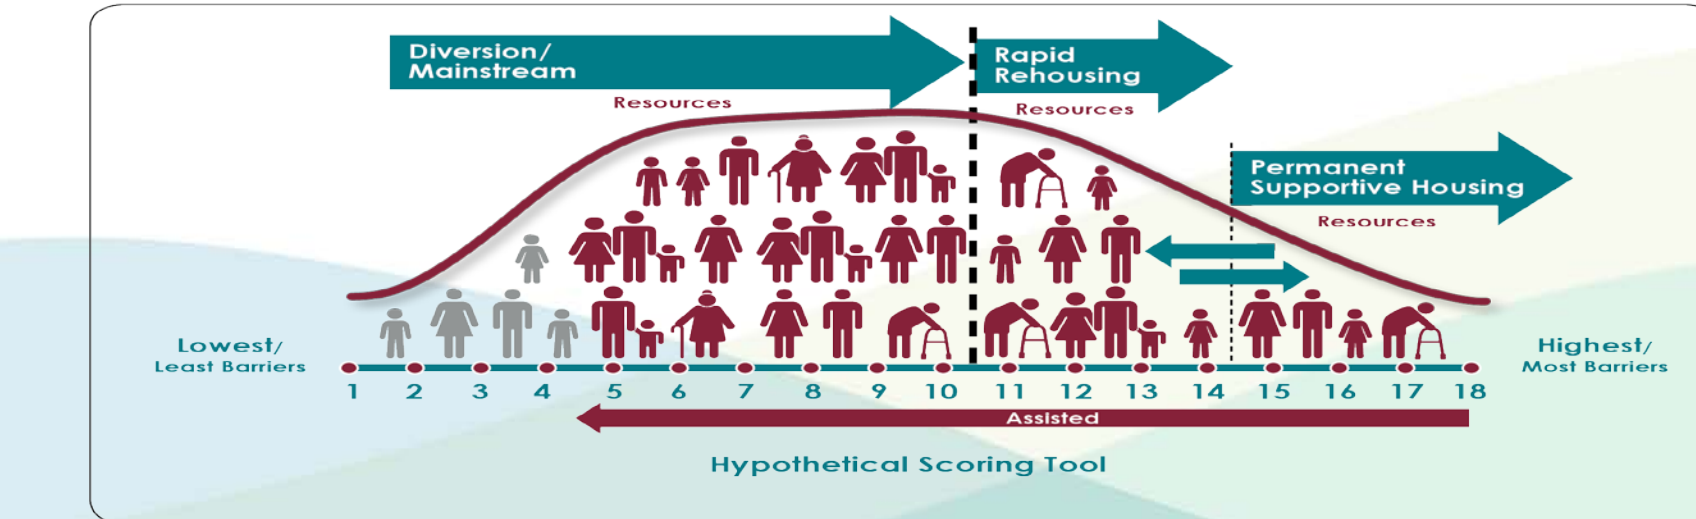 Diversion/
Mainstream
Resources
Rapid
Rehousing
Resources
Permanent
Supportive Housing
Resources
Lowest/
Least Barriers
Highest/
Most Barriers
1 2 3 4 5 6 7 8 9 10 11 12 13 14 15 16 17 18
Assisted
Hypothetical Scoring Tool